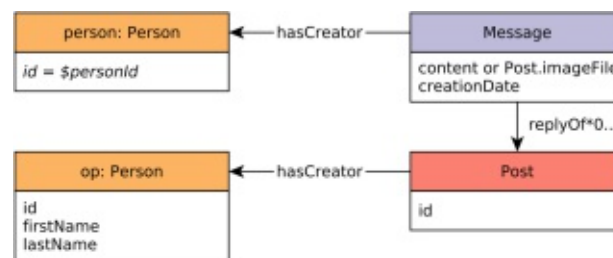 person: Person
hasCreator
Message
id = $personId
content or Post.imageFile
creationDate
replyOf*0..
op: Person
hasCreator
Post
id
firstName
lastName
id